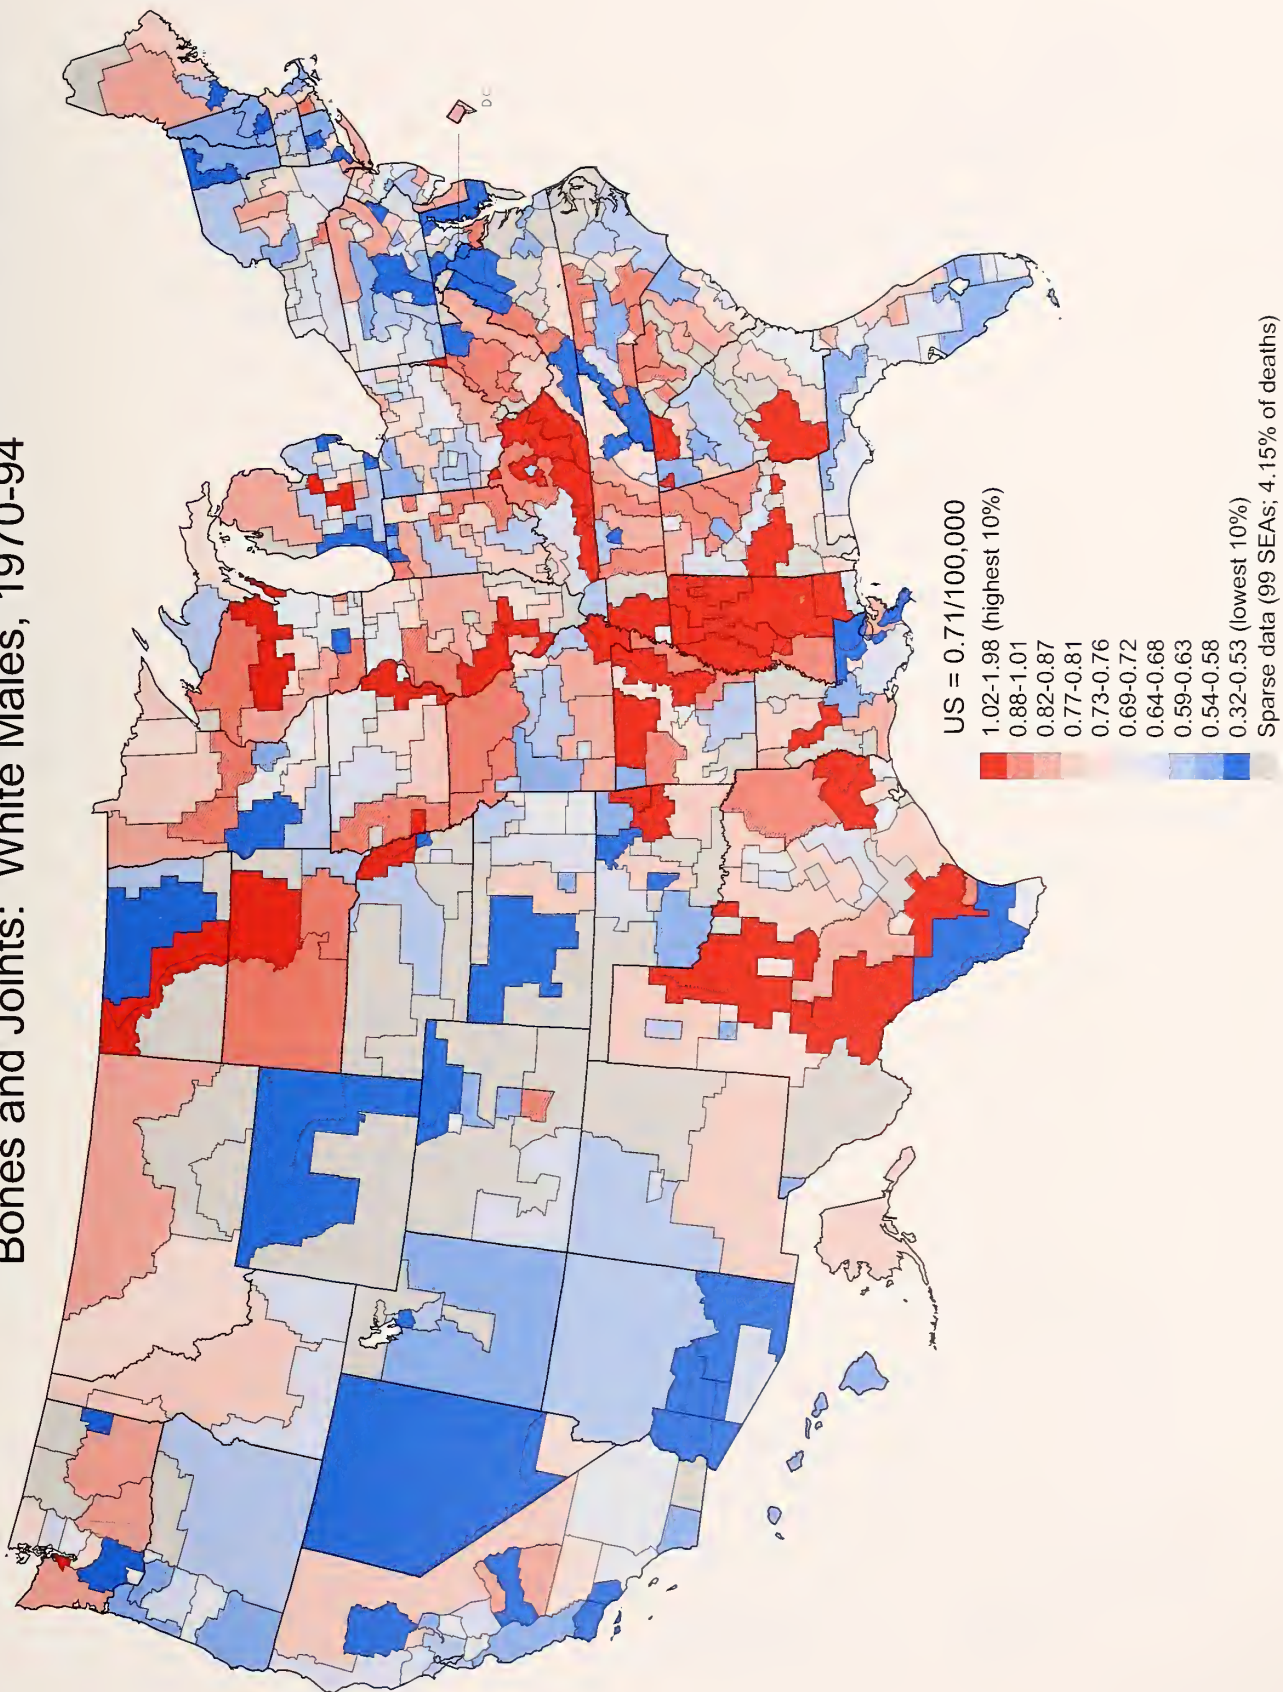 Bones and Joints: White Males, 1970-94
DC
US = 0.71/100,000
1.02-1.98 (highest 10%)
0.88-1.01
0.82-0.87
0.77-0.81
0.73-0.76
0.69-0.72
0.64-0.68
0.59-0.63
0.54-0.58
0.32-0.53 (lowest 10%)
Sparse data (99 SEAs; 4.15% of deaths)